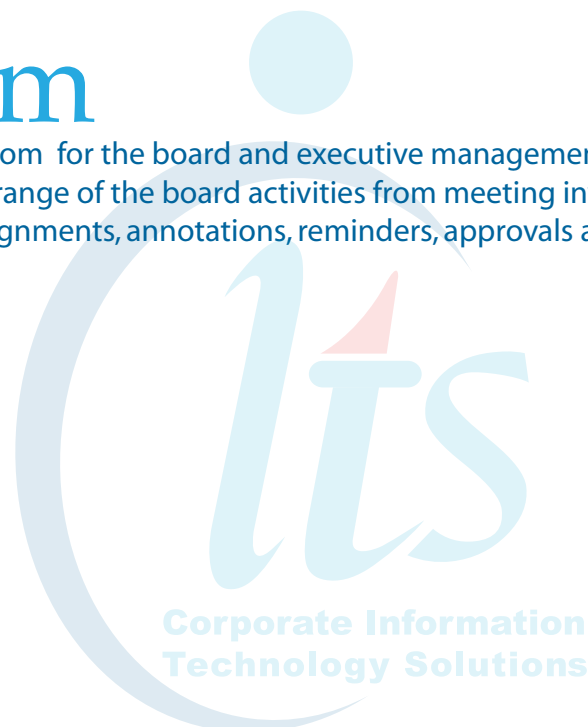 m
om for the board and executive managemen
range of the board activities from meeting in
gnments, annotations, reminders, approvals a
its
Corporate Information
Technology Solutions